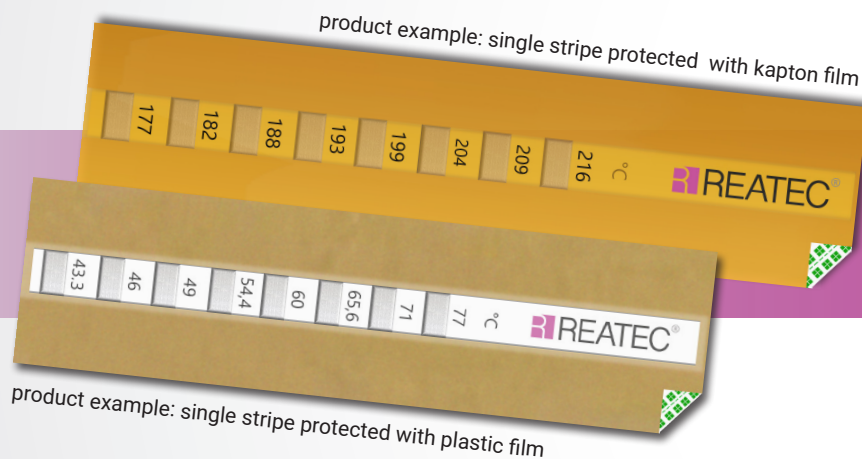 product example: single stripe protected with kapton film
177 182 188 193 199 204 209 216 °C REATEC®
43.3 46 49 54,4 60 65,6 71 77 °C REATEC®
product example: single stripe protected with plastic film